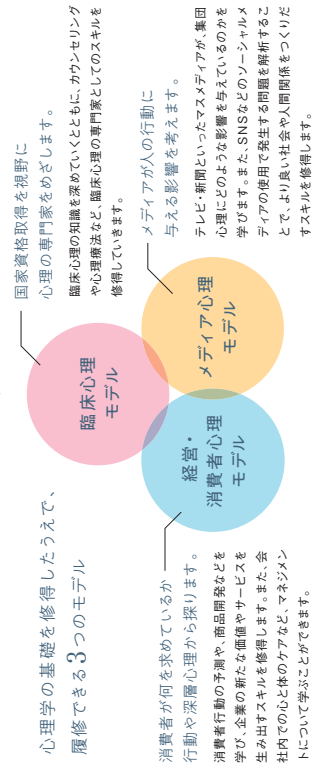 心理学の基礎を修得したうえで、
履修できる3つのモデル
臨床心理
モデル
国家資格取得を視野に
心理の専門家をめざします。
臨床心理の知識を深めていくとともに、カウンセリング
や心理療法など、臨床心理の専門家としてのスキルを
修得していきます。
メディア心理
モデル
メディアが人の行動に
与える影響を考えます。
テレビ・新聞といったマスメディアが、集団
心理にどのような影響を与えているのかを
学びます。また、SNSなどのソーシャルメ
ディアの使用で発生する問題を解析するこ
とで、より良い社会や人間関係をつくりだ
すスキルを修得します。
経営・
消費者心理
モデル
消費者が何を求めているか
行動や深層心理から探ります。
消費者行動の予測や、商品開発などを
学び、企業の新たな価値やサービスを
生み出すスキルを修得します。また、会
社内での心と体のケアなど、マネジメン
トについて学ぶことができます。